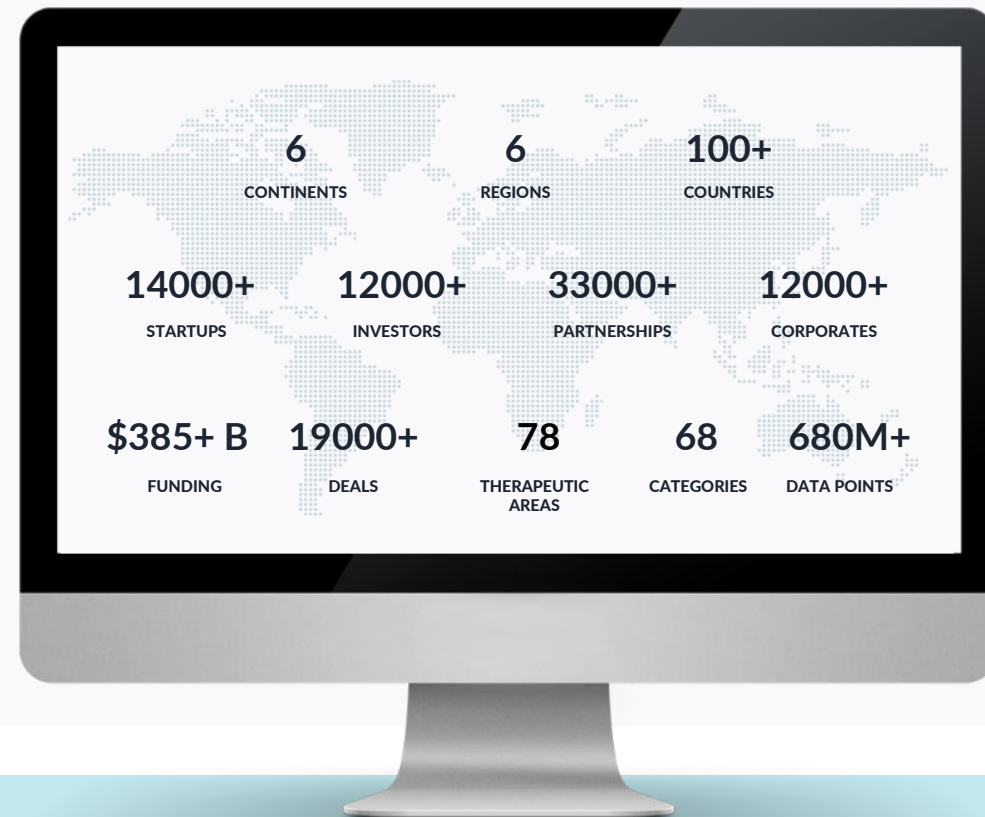 6 6 100+
CONTINENTS REGIONS COUNTRIES
14000+ 12000+ 33000+ 12000+
STARTUPS INVESTORS PARTNERSHIPS CORPORATES
$385+ B 19000+ 78 68 680M+
FUNDING DEALS THERAPEUTIC CATEGORIES DATA POINTS
AREAS